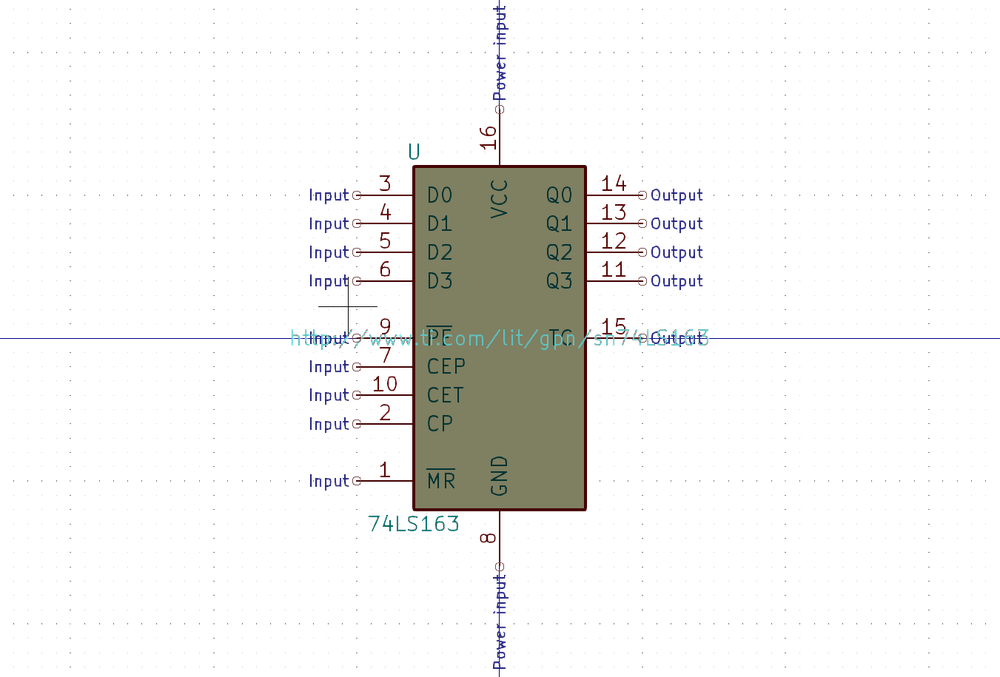 Power input
16
U
VCC
Input 3 D0 Q0 14 Output
Input 4 D1 Q1 13 Output
Input 5 D2 Q2 12 Output
Input 6 D3 Q3 11 Output
Input 9 PE TC 15 Output
http://www.ti.com/lit/gpn/sn74LS163
Input 7 CEP
Input 10 CET
Input 2 CP
Input 1 MR
GND
74LS163
8
Power input